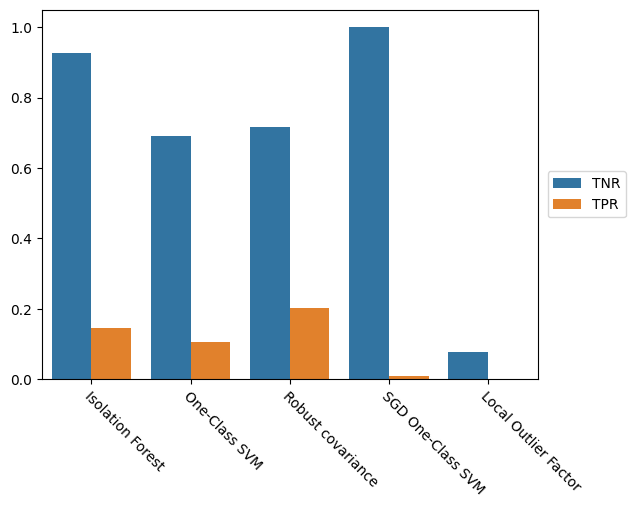 1.0
0.8
0.6
0.4
0.2
0.0
TNR
TPR
Isolation Forest
One-Class SVM
Robust covariance
SGD One-Class SVM
Local Outlier Factor